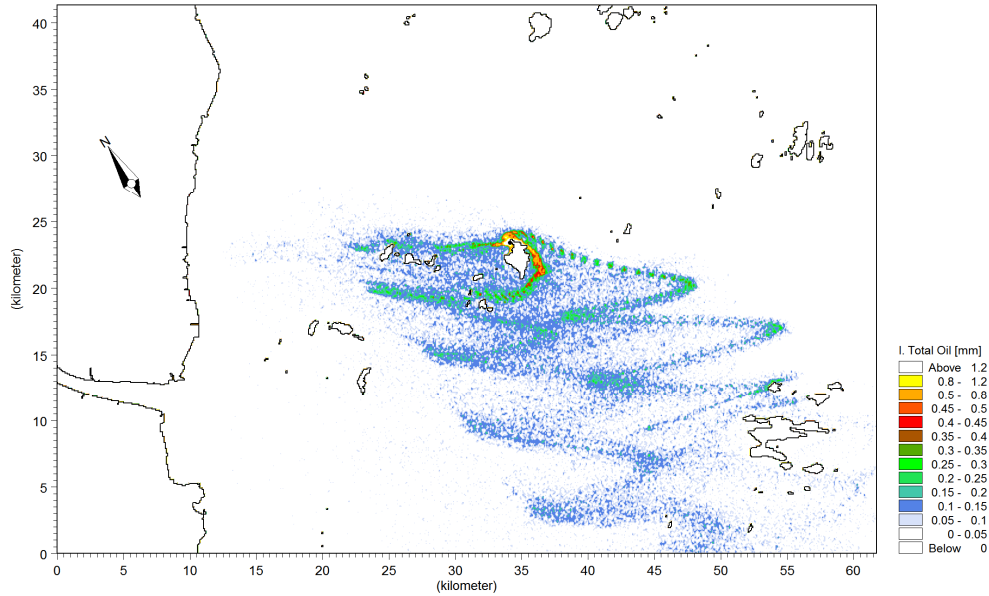 40
35
30
25
20
15
10
5
0
(kilometer)
N
0 5 10 15 20 25 30 35 40 45 50 55 60
(kilometer)
I. Total Oil [mm]
Above 1.2
0.8 - 1.2
0.5 - 0.8
0.45 - 0.5
0.4 - 0.45
0.35 - 0.4
0.3 - 0.35
0.25 - 0.3
0.2 - 0.25
0.15 - 0.2
0.1 - 0.15
0.05 - 0.1
0 - 0.05
Below 0